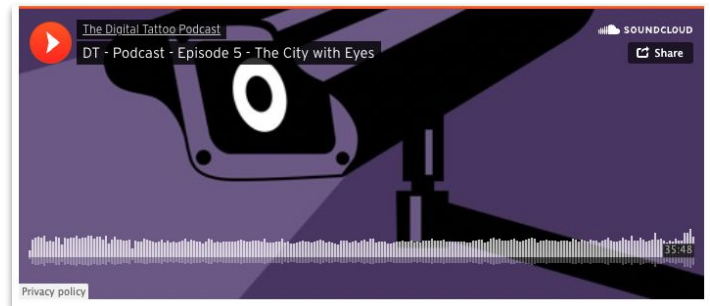 The Digital Tattoo Podcast
DT - Podcast - Episode 5 - The City with Eyes
SOUNDCLOUD
Share
35:48
Privacy policy